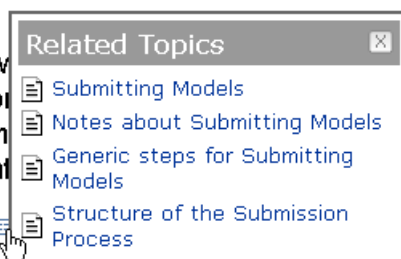 Related Topics
Submitting Models
Notes about Submitting Models
Generic steps for Submitting
Models
Structure of the Submission
Process